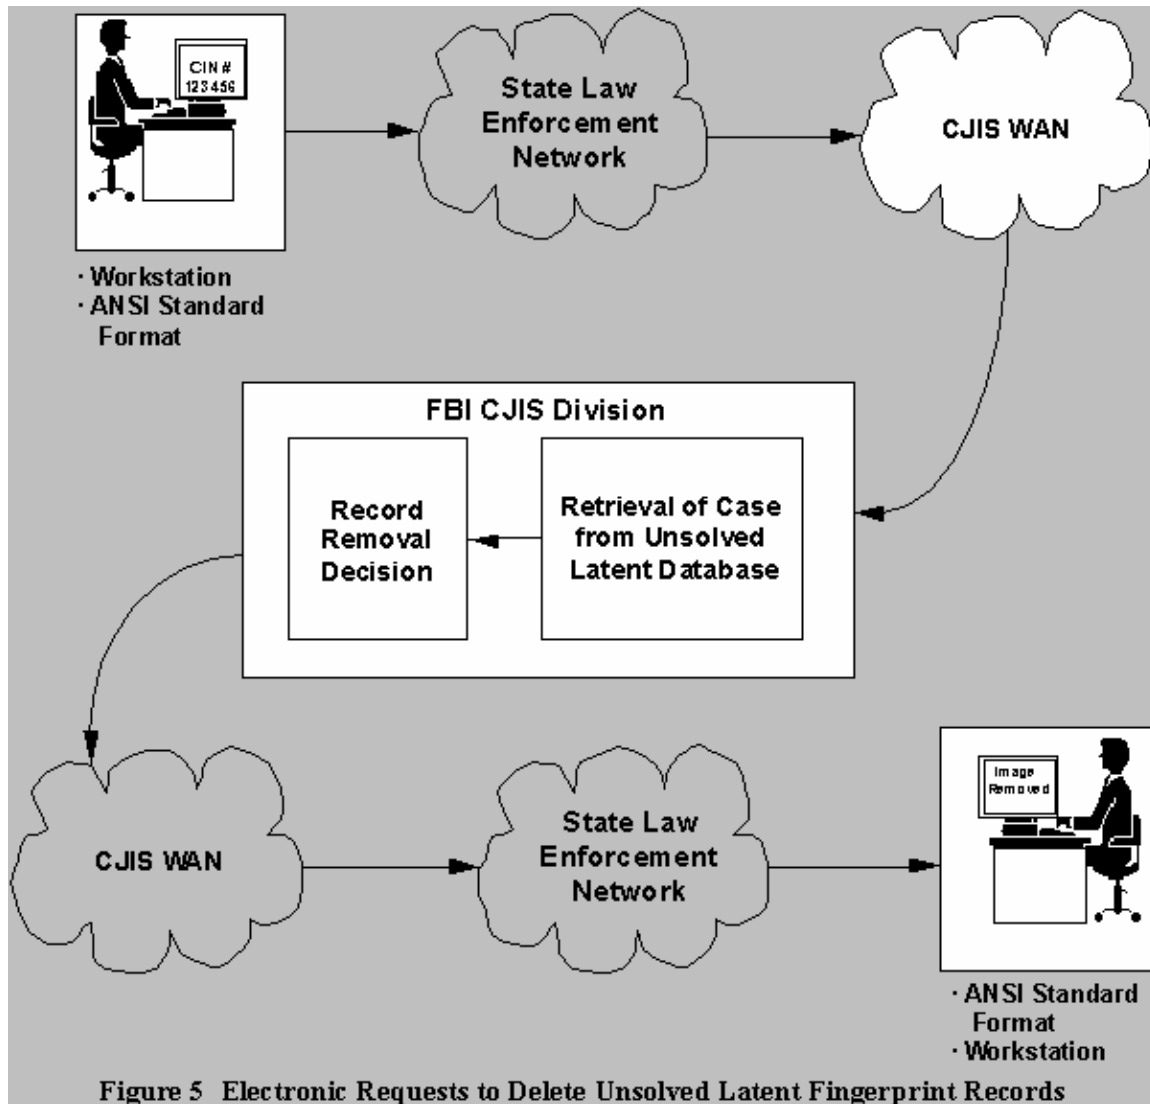 CIN #
123456
State Law
Enforcement
Network
CJIS WAN
· Workstation
· ANSI Standard
Format
FBI CJIS Division
Record
Removal
Decision
Retrieval of Case
from Unsolved
Latent Database
CJIS WAN
State Law
Enforcement
Network
Image
Removed
· ANSI Standard
Format
· Workstation
Figure 5 Electronic Requests to Delete Unsolved Latent Fingerprint Records